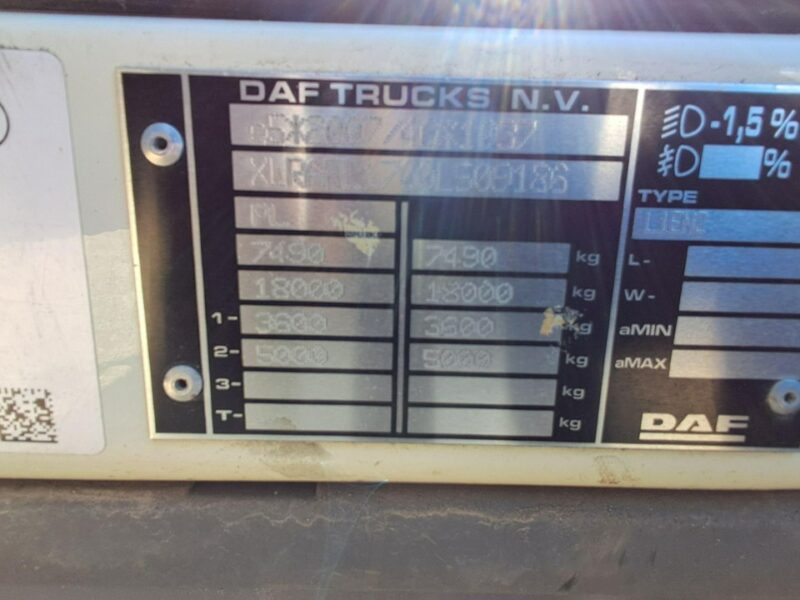 DAF TRUCKS N.V.
PL
7490 7490 kg
18000 18000 kg
1- 3600 3600 kg
2- 5000 5000 kg
3- kg
T- kg
-1,5 %
%
TYPE
L-
W-
aMIN
aMAX
DAF